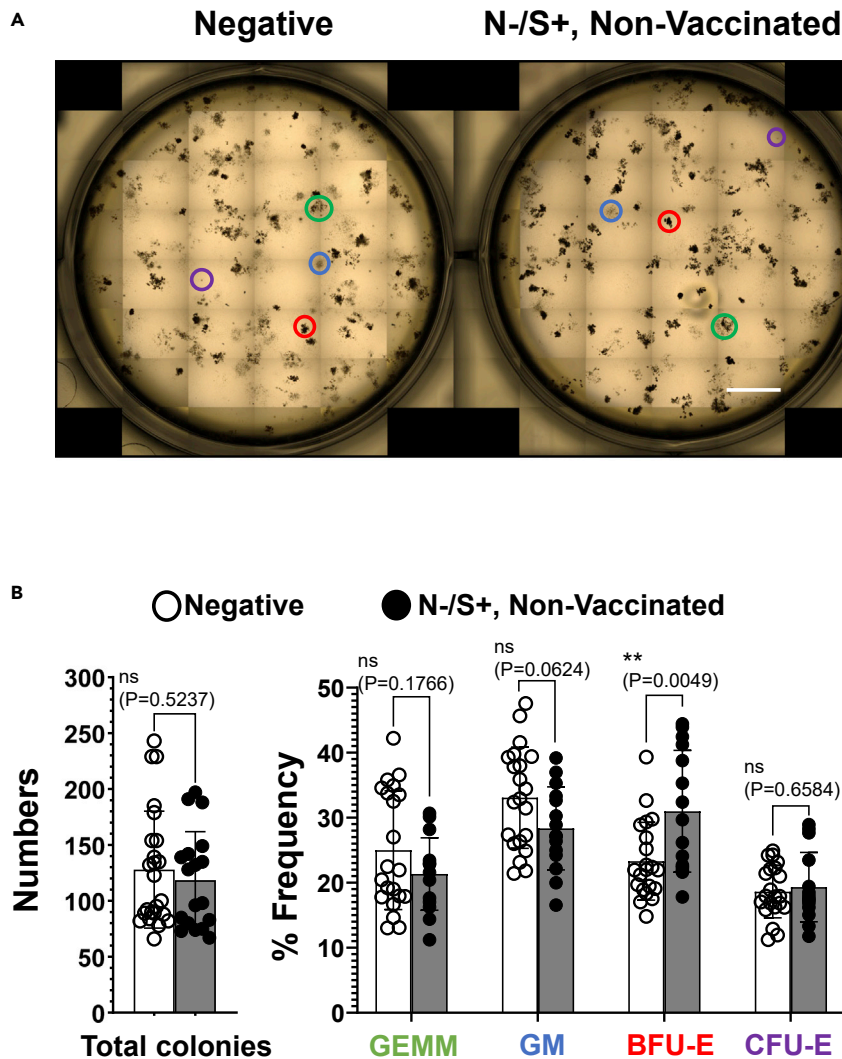 A
Negative
N-/S+, Non-Vaccinated
B
Negative
N-/S+, Non-Vaccinated
ns
(P=0.5237)
ns
(P=0.1766)
ns
(P=0.0624)
**
(P=0.0049)
ns
(P=0.6584)
Numbers
300
250
200
150
100
50
0
Total colonies
% Frequency
50
40
30
20
10
0
GEMM
GM
BFU-E
CFU-E